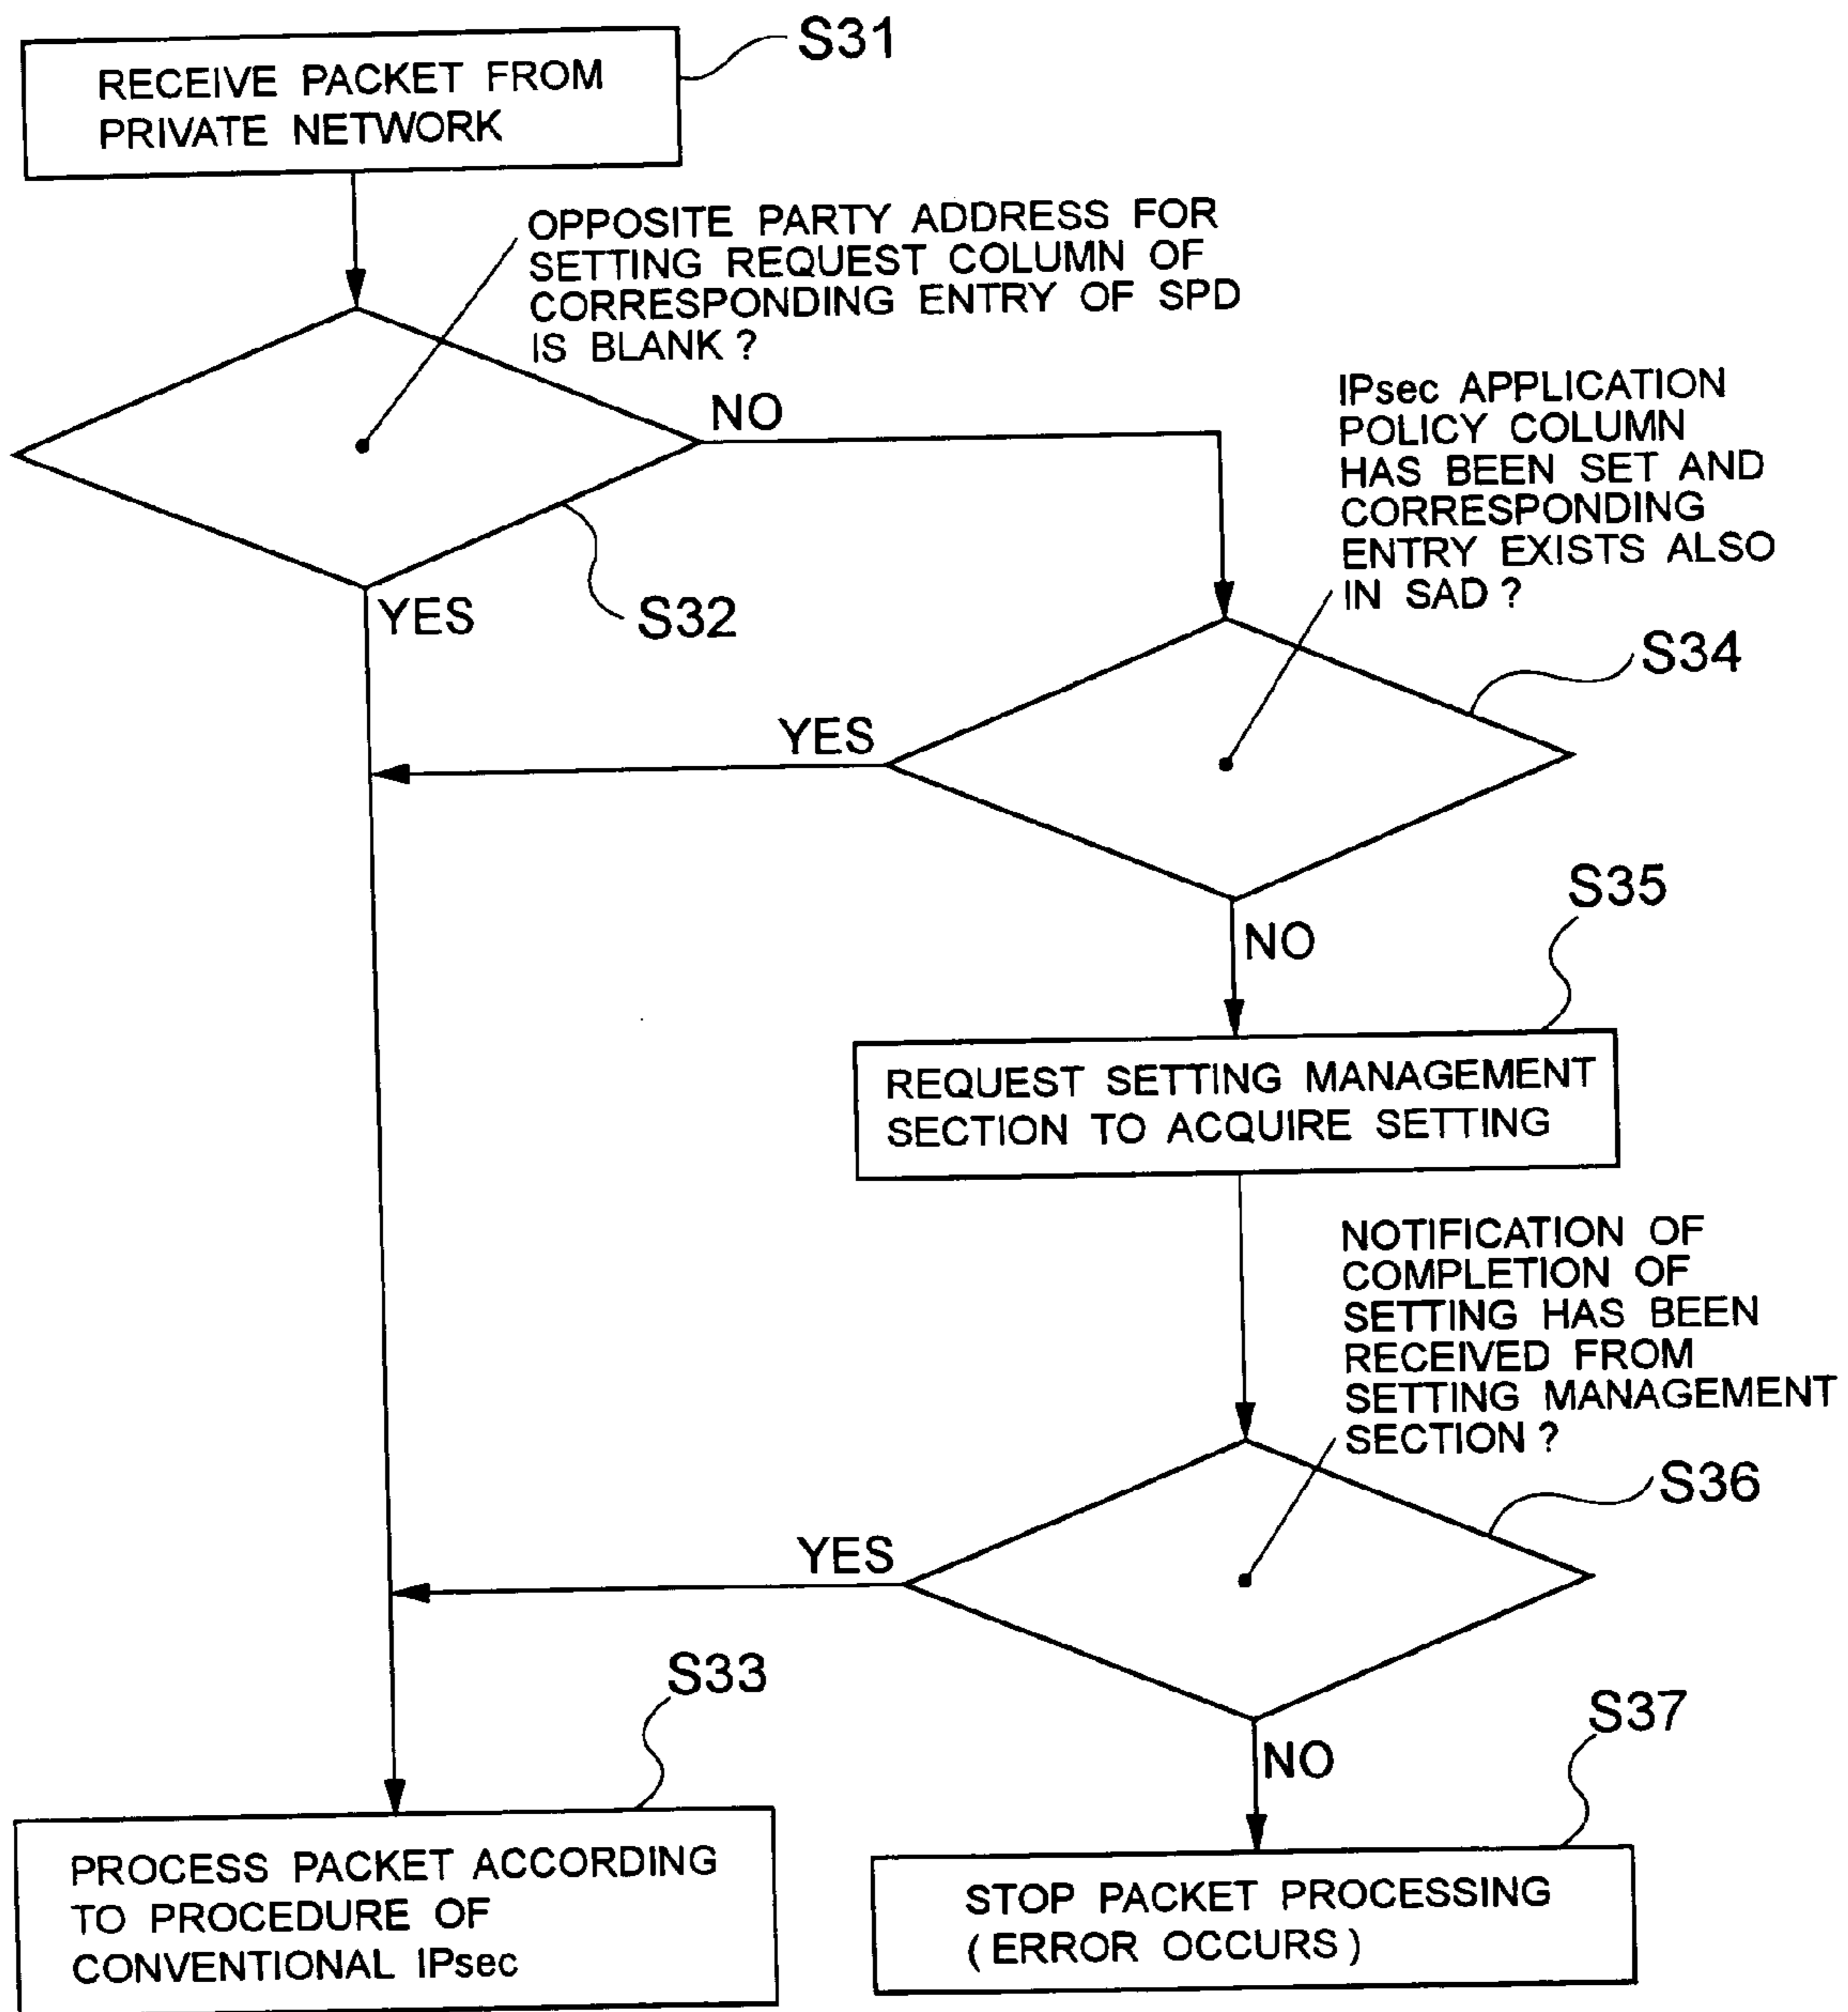 S31
RECEIVE PACKET FROM
PRIVATE NETWORK
OPPOSITE PARTY ADDRESS FOR
SETTING REQUEST COLUMN OF
CORRESPONDING ENTRY OF SPD
IS BLANK ?
NO
YES
S32
IPsec APPLICATION
POLICY COLUMN
HAS BEEN SET AND
CORRESPONDING
ENTRY EXISTS ALSO
IN SAD ?
S34
YES
NO
S35
REQUEST SETTING MANAGEMENT
SECTION TO ACQUIRE SETTING
NOTIFICATION OF
COMPLETION OF
SETTING HAS BEEN
RECEIVED FROM
SETTING MANAGEMENT
SECTION ?
S36
YES
NO
S33
PROCESS PACKET ACCORDING
TO PROCEDURE OF
CONVENTIONAL IPsec
S37
STOP PACKET PROCESSING
( ERROR OCCURS )